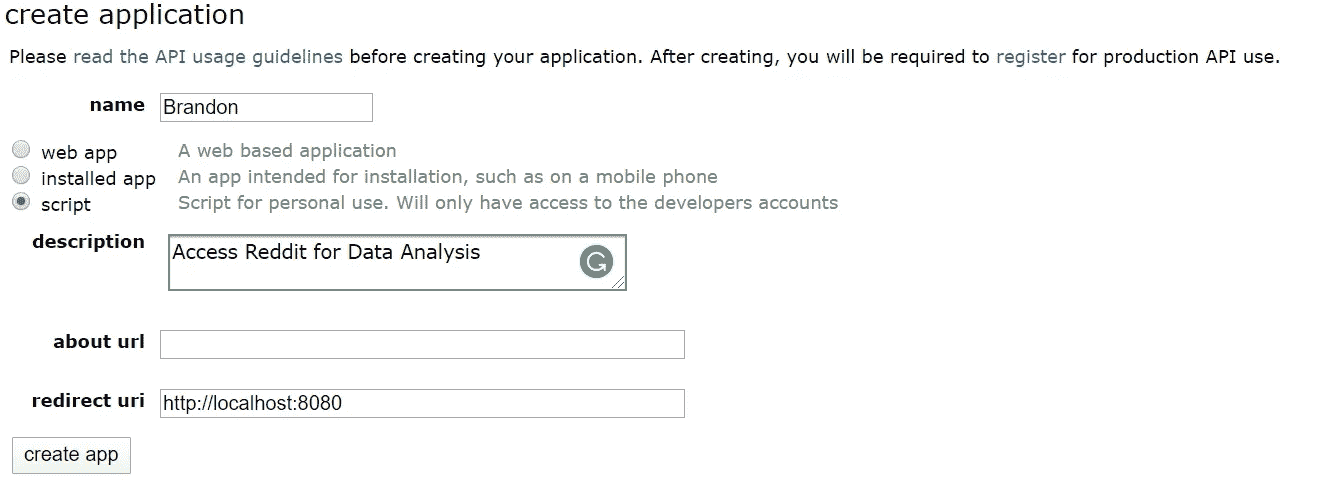 create application
Please read the API usage guidelines before creating your application. After creating, you will be required to register for production API use.
name Brandon
web app A web based application
installed app An app intended for installation, such as on a mobile phone
script Script for personal use. Will only have access to the developers accounts
description Access Reddit for Data Analysis
about url
redirect uri http://localhost:8080
create app